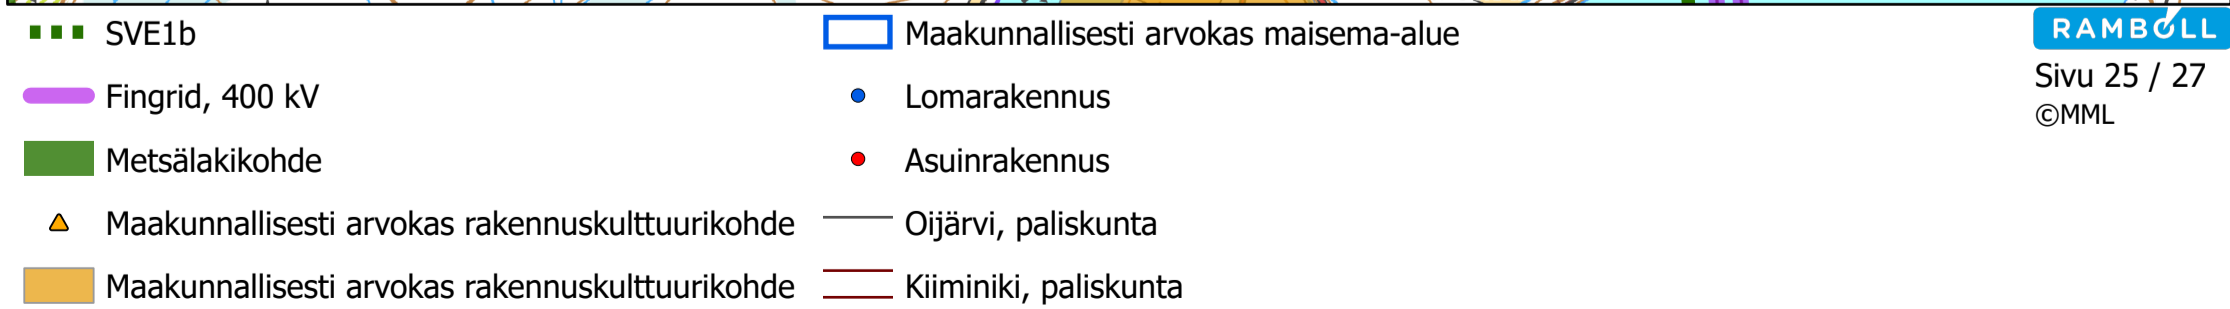 SVE1b
Fingrid, 400 kV
Metsälakikohde
Maakunnallisesti arvokas rakennuskulttuurikohde
Maakunnallisesti arvokas rakennuskulttuurikohde
Maakunnallisesti arvokas maisema-alue
Lomarakennus
Asuinrakennus
Oijärvi, paliskunta
Kiiminiki, paliskunta
RAMBOLL
Sivu 25 / 27
©MML